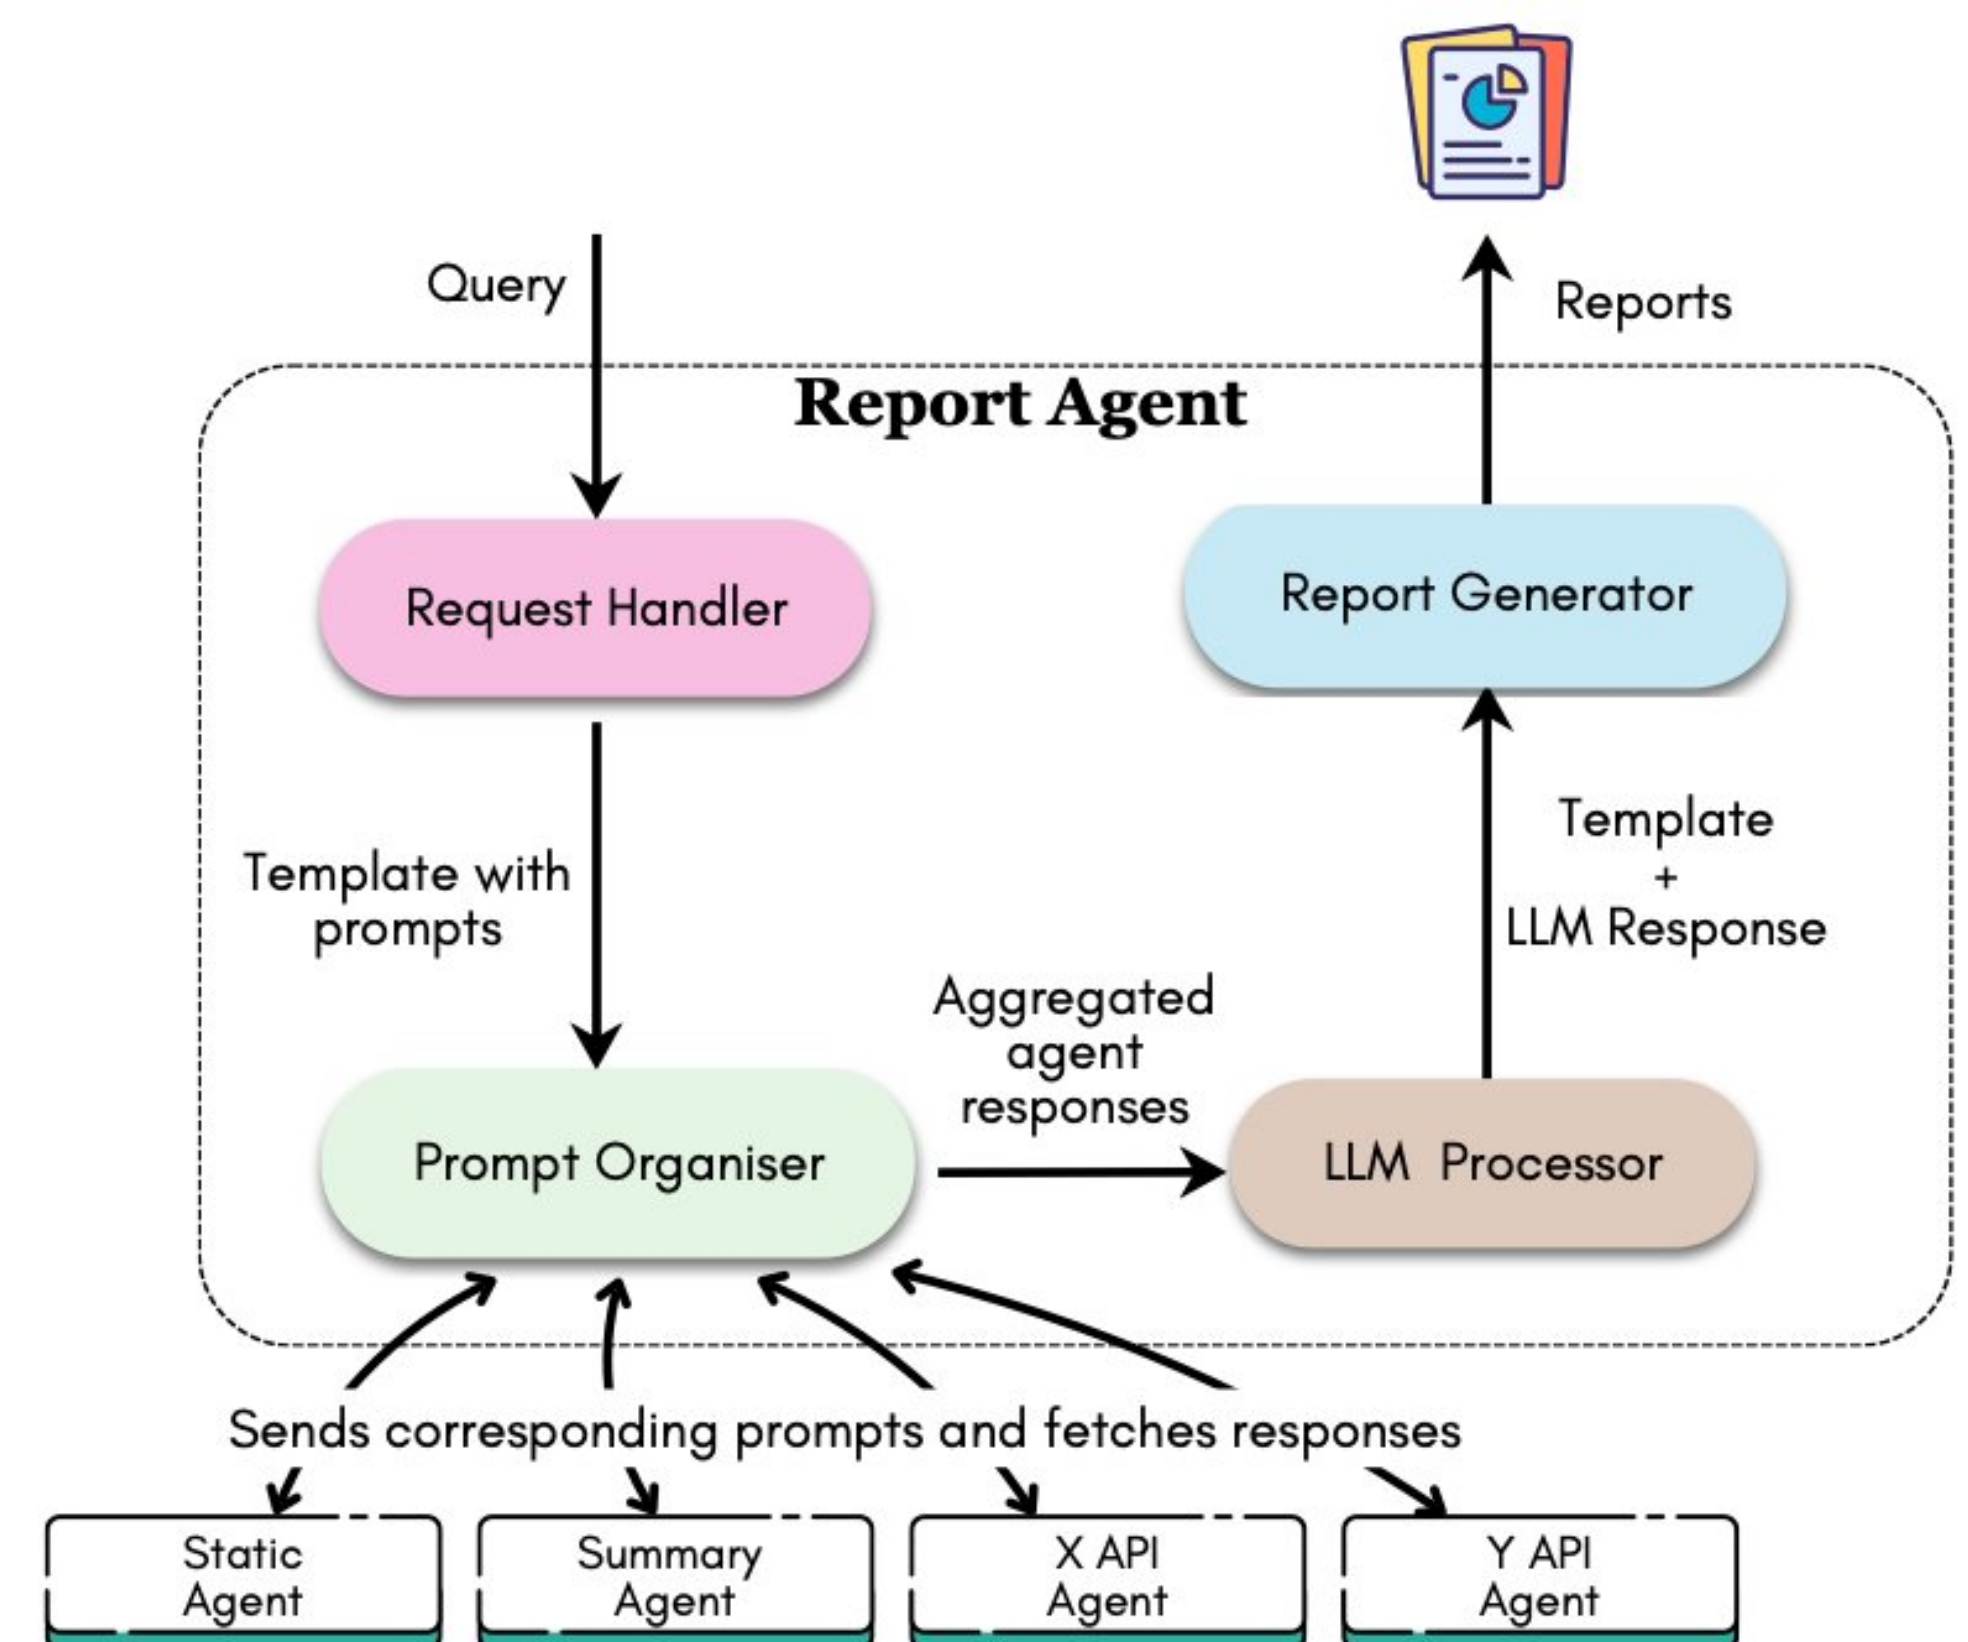 Query
Reports
Report Agent
Request Handler
Report Generator
Template with
prompts
Template
+
LLM Response
Aggregated
agent
responses
Prompt Organiser
LLM Processor
Sends corresponding prompts and fetches responses
Static
Agent
Summary
Agent
X API
Agent
Y API
Agent